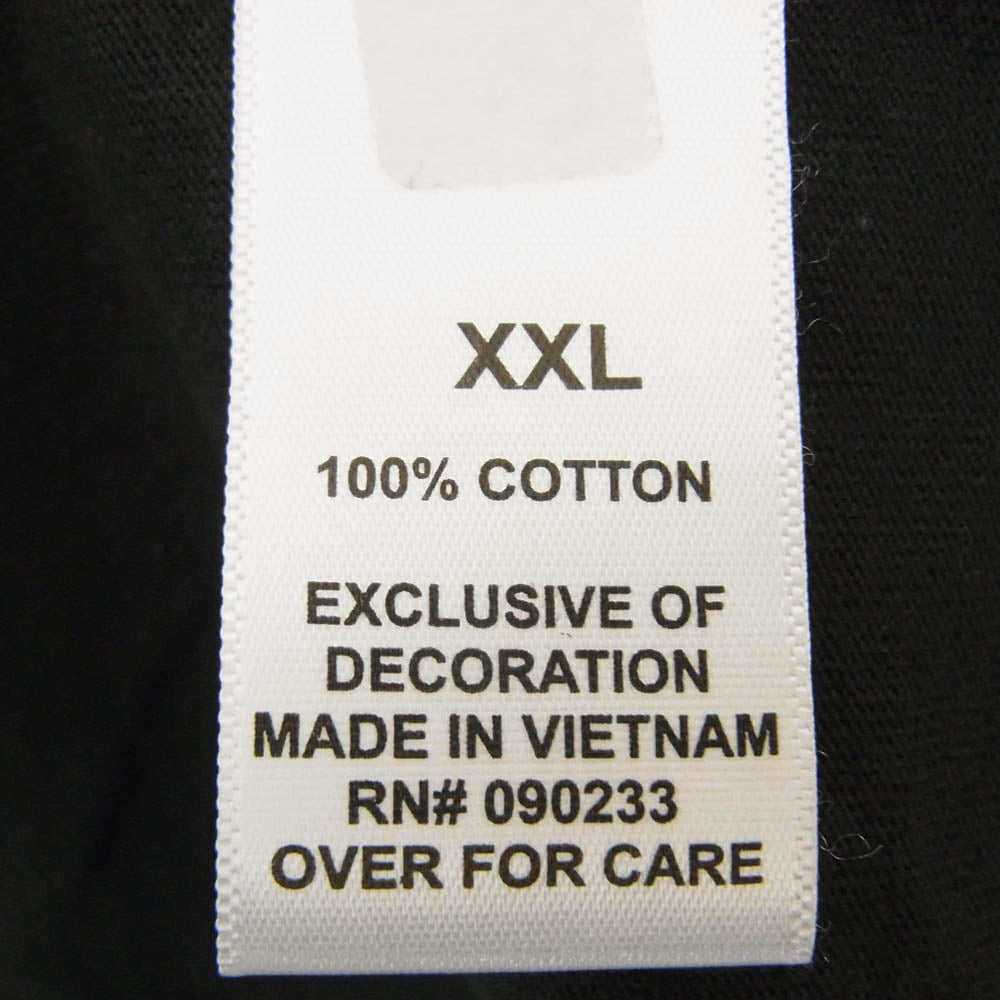 XXL
100% COTTON
EXCLUSIVE OF
DECORATION
MADE IN VIETNAM
RN# 090233
OVER FOR CARE